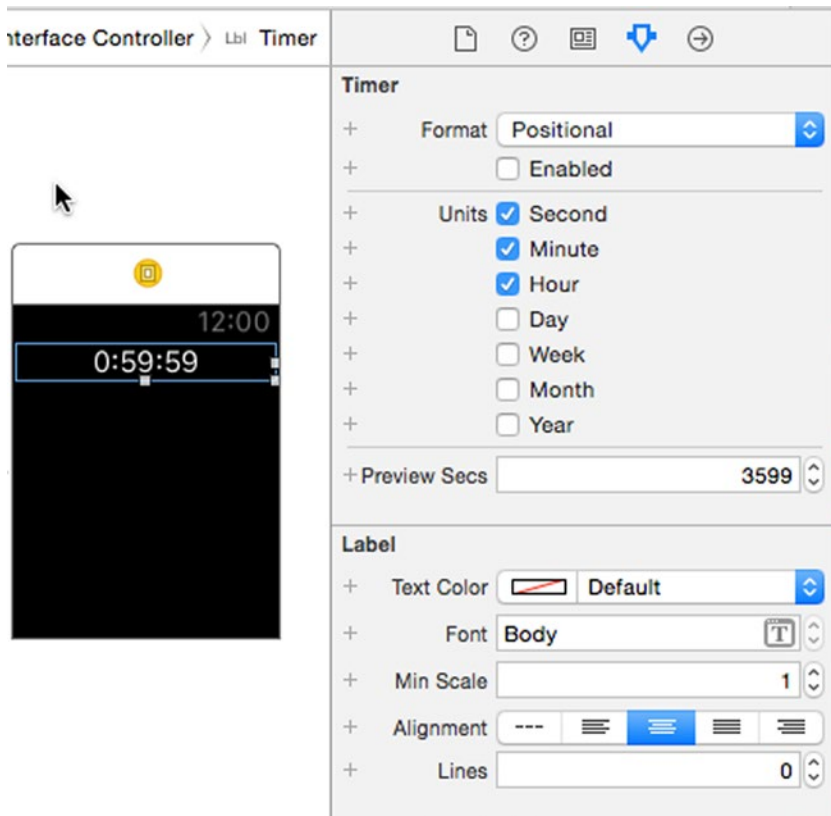 nterface Controller 〉 Lbl Timer
Timer
Format Positional
Enabled
Units Second
Minute
Hour
Day
Week
Month
Year
Preview Secs 3599
12:00
0:59:59
Label
Text Color Default
Font Body T
Min Scale 1
Alignment ---
Lines 0